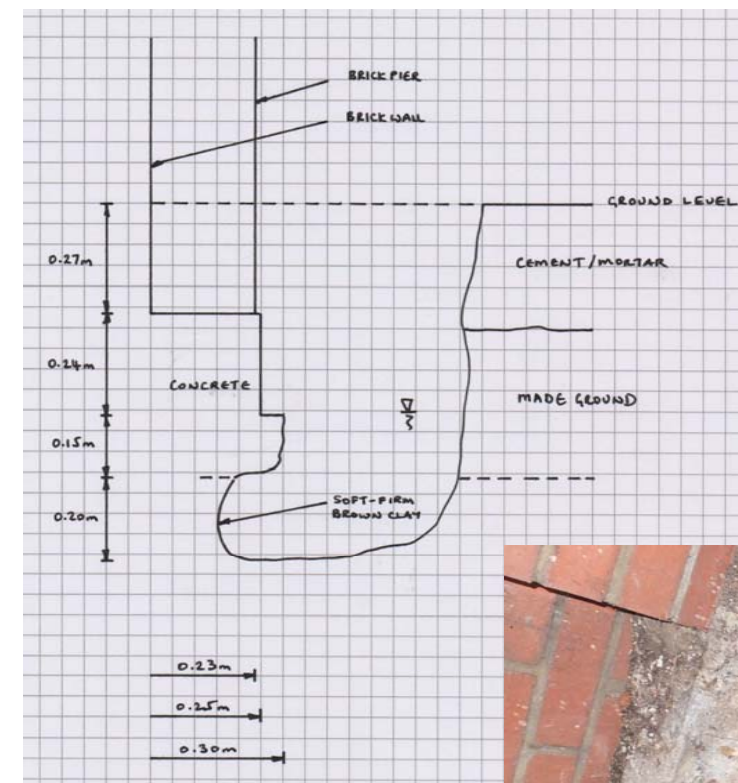 BRICK PIER
BRICK WALL
GROUND LEVEL
0.27m
CEMENT/MORTAR
0.24m
CONCRETE
MADE GROUND
0.15m
SOFT-FIRM
BROWN CLAY
0.20m
0.23m
0.25m
0.30m